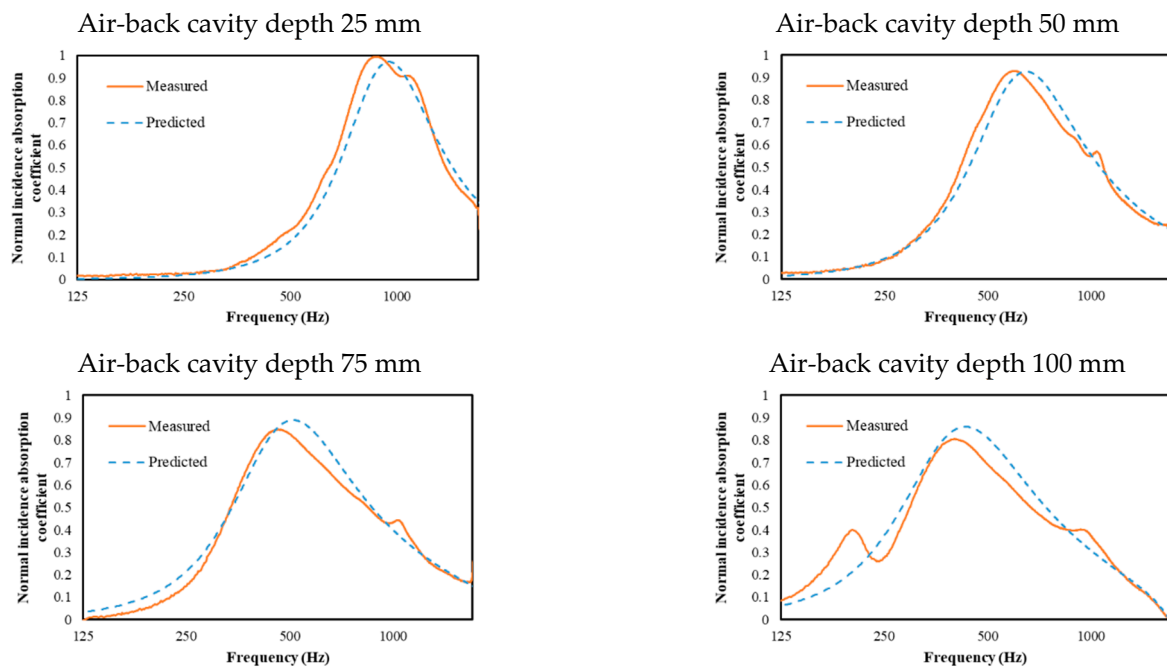 Air-back cavity depth 25 mm
Normal incidence absorption
coefficient
1
0.9
0.8
0.7
0.6
0.5
0.4
0.3
0.2
0.1
0
Measured
Predicted
125
250
500
1000
Frequency (Hz)
Air-back cavity depth 50 mm
Normal incidence absorption
coefficient
1
0.9
0.8
0.7
0.6
0.5
0.4
0.3
0.2
0.1
0
Measured
Predicted
125
250
500
1000
Frequency (Hz)
Air-back cavity depth 75 mm
Normal incidence absorption
coefficient
1
0.9
0.8
0.7
0.6
0.5
0.4
0.3
0.2
0.1
0
Measured
Predicted
125
250
500
1000
Frequency (Hz)
Air-back cavity depth 100 mm
Normal incidence absorption
coefficient
1
0.9
0.8
0.7
0.6
0.5
0.4
0.3
0.2
0.1
0
Measured
Predicted
125
250
500
1000
Frequency (Hz)